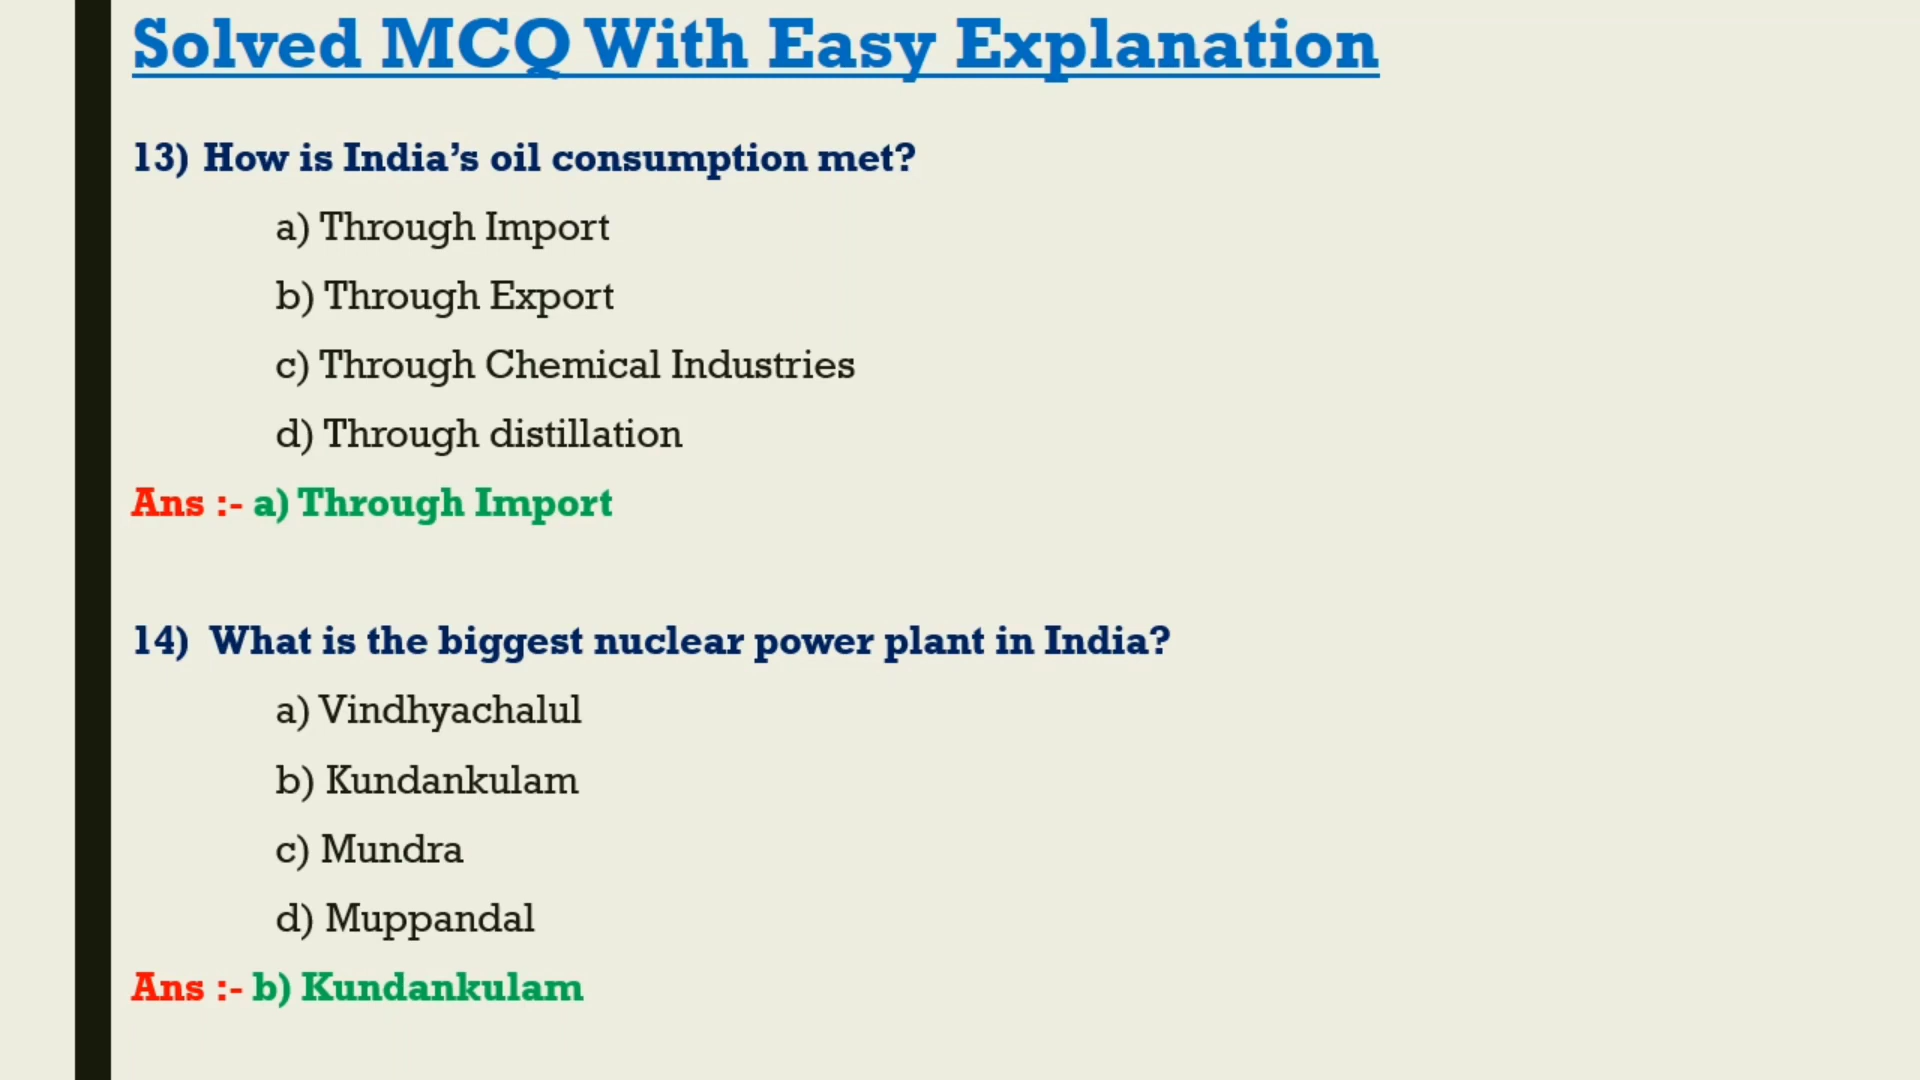 Solved MCQ With Easy Explanation
13) How is India’s oil consumption met?
a) Through Import
b) Through Export
c) Through Chemical Industries
d) Through distillation
Ans :- a) Through Import
14) What is the biggest nuclear power plant in India?
a) Vindhyachalul
b) Kundankulam
c) Mundra
d) Muppandal
Ans :- b) Kundankulam